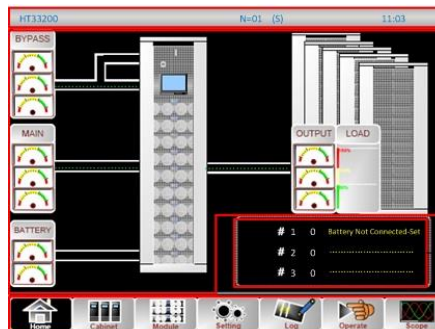 HT33200 N=01 (S) 11:03
BYPASS
MAIN
OUTPUT LOAD
BATTERY
# 1 0 Battery Not Connected-Set
# 2 0 ................................
# 3 0 ................................
Home Cabinet Module Setting Log Operate Scope